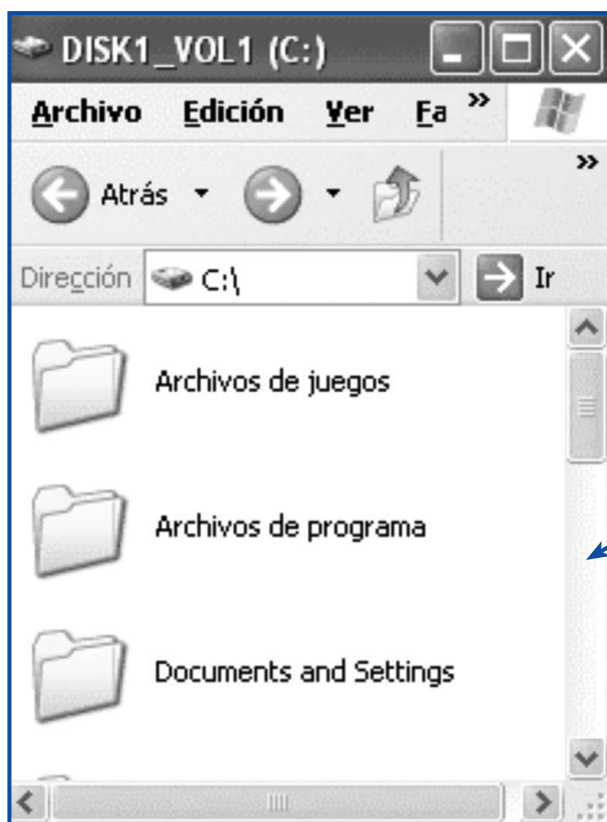 DISK1_VOL1 (C:)
Archivo Edición Ver Fa »
Atrás »
Dirección C:\ Ir
Archivos de juegos
Archivos de programa
Documents and Settings